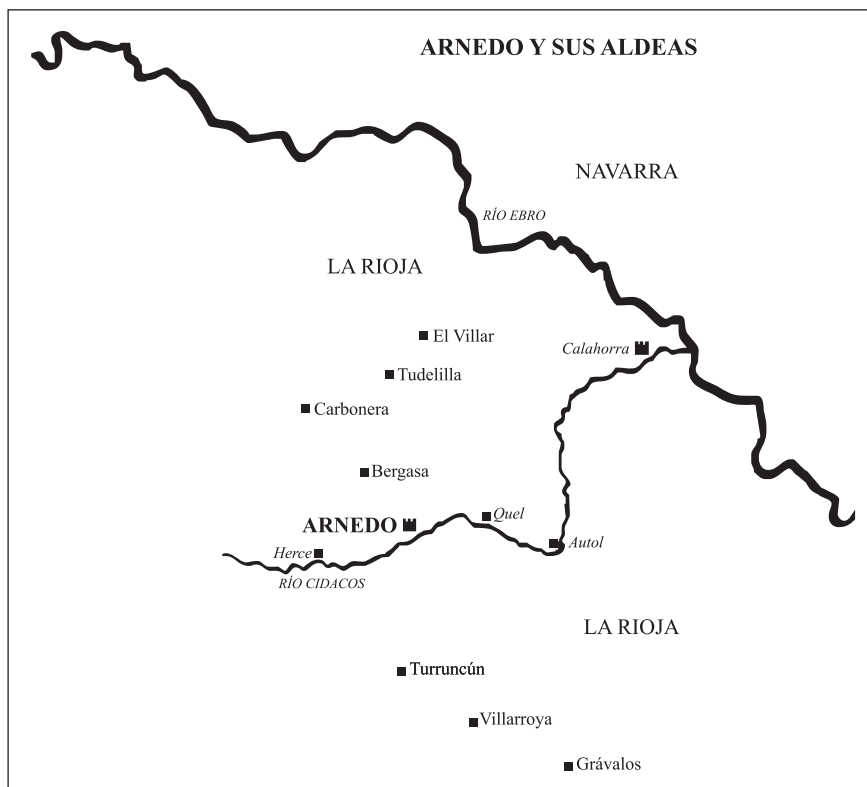 ARNEDO Y SUS ALDEAS
NAVARRA
RÍO EBRO
LA RIOJA
El Villar
Calahorra
Tudelilla
Carbonera
Bergasa
Quel
ARNEDO
Autol
Herce
RÍO CIDACOS
LA RIOJA
Turruncún
Villarroya
Grávalos